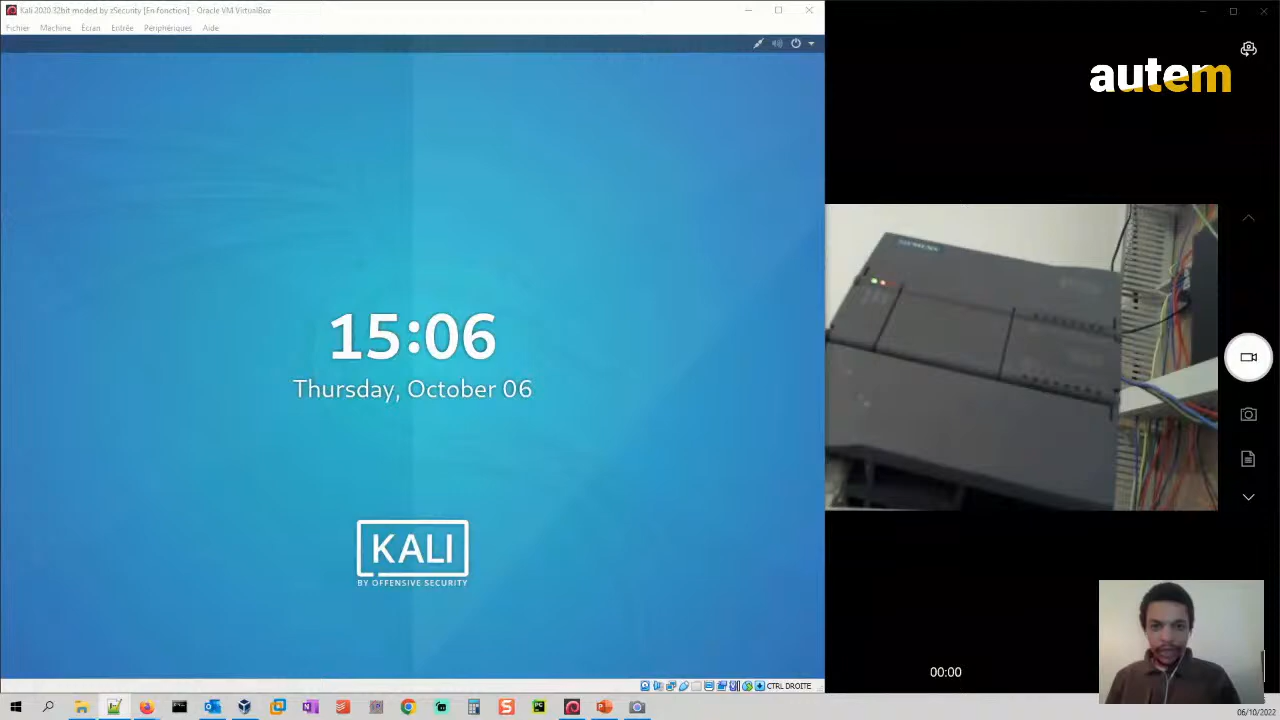 Kali 2020 32bit moded by zSecurity [En fonction] - Oracle VM VirtualBox
Fichier Machine Écran Entrée Périphériques Aide
autem
SIEMENS
15:06
Thursday, October 06
KALI
BY OFFENSIVE SECURITY
00:00
CTRL DROITE
06/10/2022